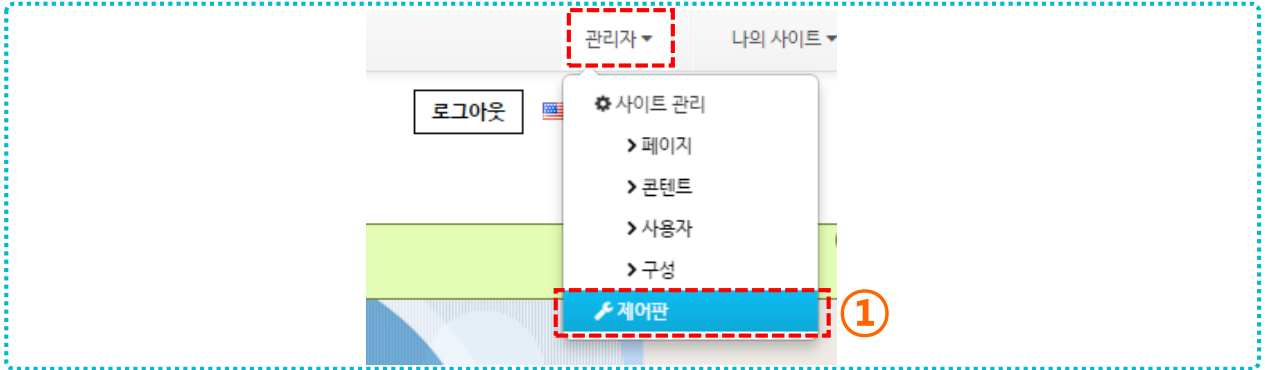 관리자 나의 사이트
로그아웃
사이트 관리
페이지
콘텐트
사용자
구성
제어판
①